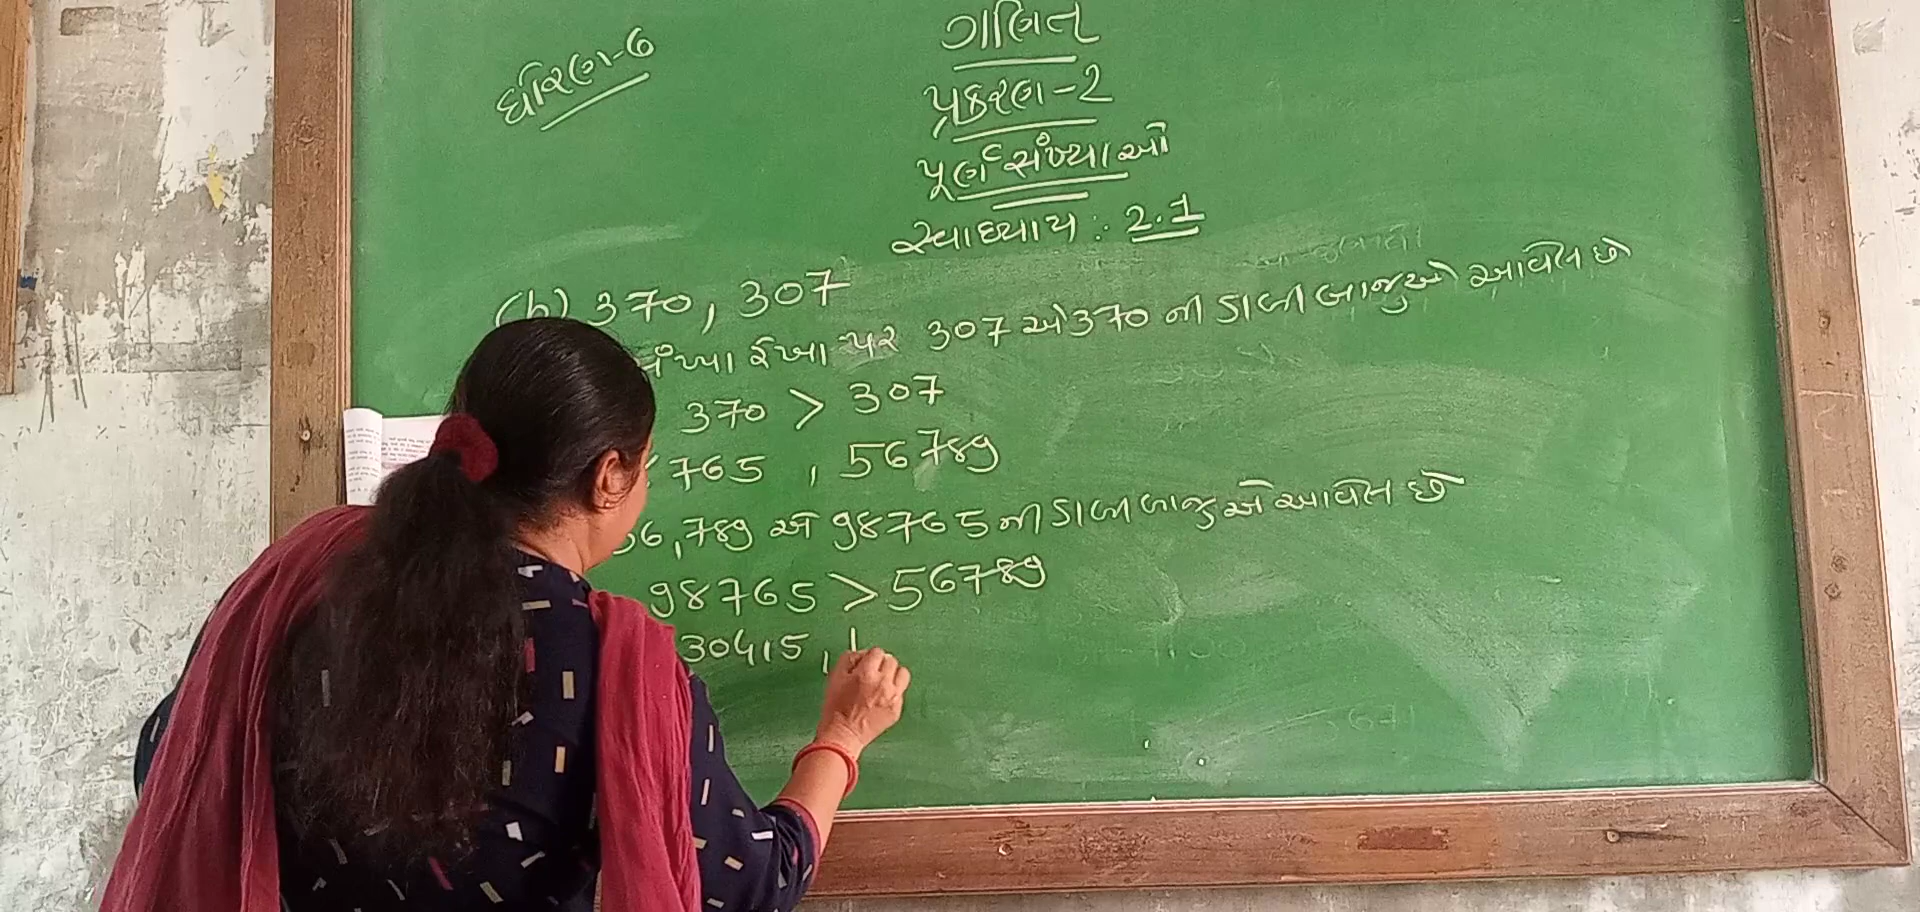 ધોરણ-6
ગણિત
પ્રકરણ-2
પૂર્ણ સંખ્યાઓ
સ્વાધ્યાય : 2.1
(b) 370, 307
સંખ્યા રેખા પર 307 એ 370 ની ડાબી બાજુએ આવેલ છે
370 > 307
765 , 56789
56,789 એ 98765 ની ડાબી બાજુએ આવેલ છે
98765 > 56789
30415 ,